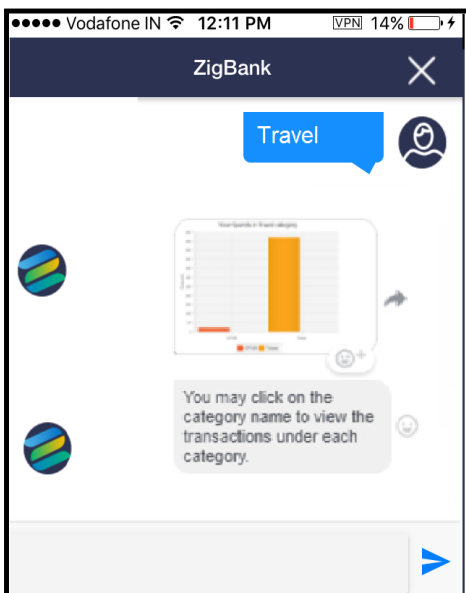 Vodafone IN 12:11 PM VPN 14%
ZigBank
Travel
You may click on the
category name to view the
transactions under each
category.